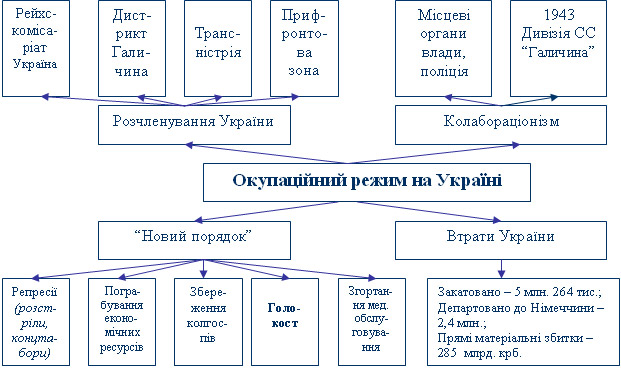 Рейхс-
коміса-
ріат
Україна
Дист-
рикт
Гали-
чина
Транс-
ністрія
Приф-
ронто-
ва
зона
Місцеві
органи
влади,
поліція
1943
Дивізія СС
“Галичина”
Розчленування України
Колабораціонізм
Окупаційний режим на Україні
“Новий порядок”
Втрати України
Репресії
(розст-
ріли,
концта-
бори)
Погра-
бування
еконо-
мічних
ресурсів
Збере-
ження
колгос-
пів
Голо-
кост
Згортан-
ня мед.
обслу-
говува-
ння
Закатовано – 5 млн. 264 тис.;
Департовано до Німеччини –
2,4 млн.;
Прямі матеріальні збитки –
285 млрд. крб.